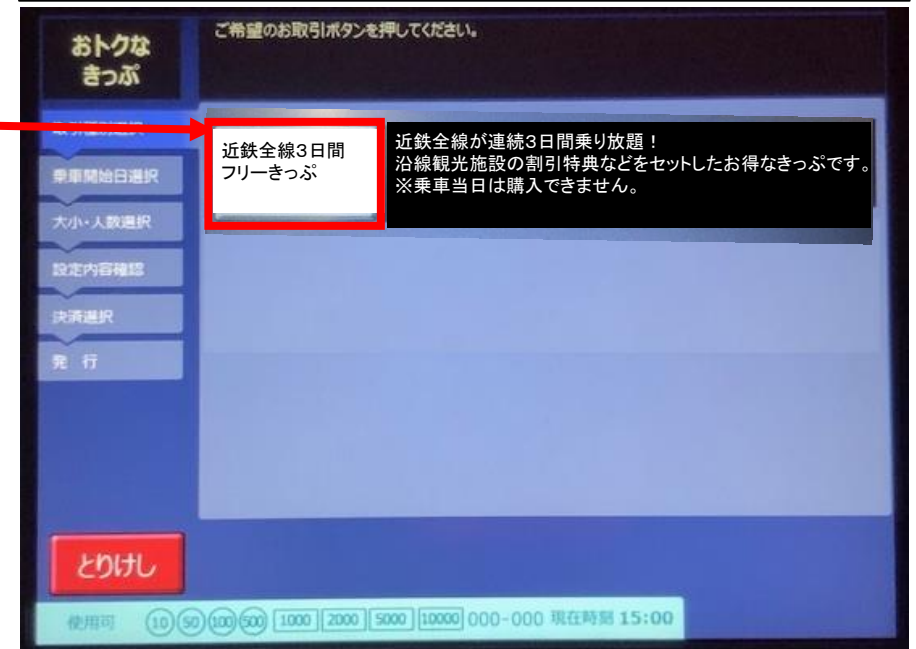 おトクな
きっぷ
ご希望のお取引ボタンを押してください。
取引種別選択
乗車開始日選択
大小・人数選択
設定内容確認
決済選択
発 行
近鉄全線3日間
フリーきっぷ
近鉄全線が連続3日間乗り放題！
沿線観光施設の割引特典などをセットしたお得なきっぷです。
※乗車当日は購入できません。
とりけし
使用可 10 50 100 500 1000 2000 5000 10000 000-000 現在時刻 15:00